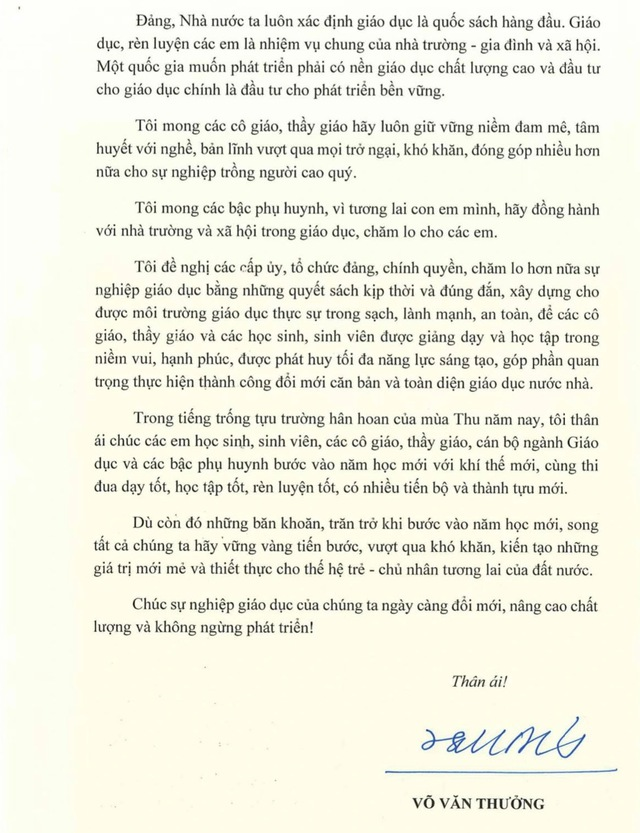 Đảng, Nhà nước ta luôn xác định giáo dục là quốc sách hàng đầu. Giáo
dục, rèn luyện các em là nhiệm vụ chung của nhà trường - gia đình và xã hội.
Một quốc gia muốn phát triển phải có nền giáo dục chất lượng cao và đầu tư
cho giáo dục chính là đầu tư cho phát triển bền vững.
Tôi mong các cô giáo, thầy giáo hãy luôn giữ vững niềm đam mê, tâm
huyết với nghề, bản lĩnh vượt qua mọi trở ngại, khó khăn, đóng góp nhiều hơn
nữa cho sự nghiệp trồng người cao quý.
Tôi mong các bậc phụ huynh, vì tương lai con em mình, hãy đồng hành
với nhà trường và xã hội trong giáo dục, chăm lo cho các em.
Tôi đề nghị các cấp ủy, tổ chức đảng, chính quyền, chăm lo hơn nữa sự
nghiệp giáo dục bằng những quyết sách kịp thời và đúng đắn, xây dựng cho
được môi trường giáo dục thực sự trong sạch, lành mạnh, an toàn, để các cô
giáo, thầy giáo và các học sinh, sinh viên được giảng dạy và học tập trong
niềm vui, hạnh phúc, được phát huy tối đa năng lực sáng tạo, góp phần quan
trọng thực hiện thành công đổi mới căn bản và toàn diện giáo dục nước nhà.
Trong tiếng trống tựu trường hân hoan của mùa Thu năm nay, tôi thân
ái chúc các em học sinh, sinh viên, các cô giáo, thầy giáo, cán bộ ngành Giáo
dục và các bậc phụ huynh bước vào năm học mới với khí thế mới, cùng thi
đua dạy tốt, học tập tốt, rèn luyện tốt, có nhiều tiến bộ và thành tựu mới.
Dù còn đó những băn khoăn, trăn trở khi bước vào năm học mới, song
tất cả chúng ta hãy vững vàng tiến bước, vượt qua khó khăn, kiến tạo những
giá trị mới mẻ và thiết thực cho thế hệ trẻ - chủ nhân tương lai của đất nước.
Chúc sự nghiệp giáo dục của chúng ta ngày càng đổi mới, nâng cao chất
lượng và không ngừng phát triển!
Thân ái!
VÕ VĂN THƯỞNG